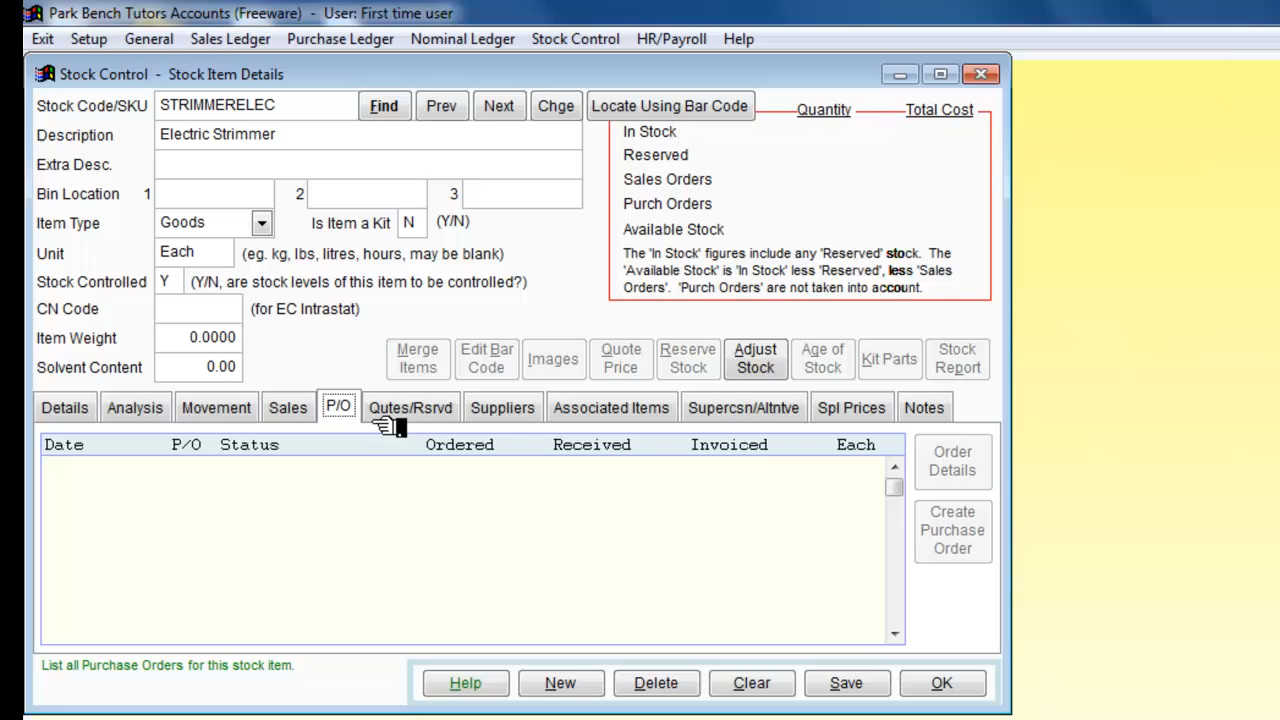 Park Bench Tutors Accounts (Freeware)  -  User: First time user
Exit Setup General Sales Ledger Purchase Ledger Nominal Ledger Stock Control HR/Payroll Help
Stock Control  -  Stock Item Details
Stock Code/SKU STRIMMERELEC Find Prev Next Chge Locate Using Bar Code Quantity Total Cost
Description Electric Strimmer
Extra Desc.
Bin Location 1 2 3
Item Type Goods Is Item a Kit N (Y/N)
Unit Each (eg. kg, lbs, litres, hours, may be blank)
Stock Controlled Y (Y/N, are stock levels of this item to be controlled?)
CN Code (for EC Intrastat)
Item Weight 0.0000
Solvent Content 0.00
In Stock
Reserved
Sales Orders
Purch Orders
Available Stock
The 'In Stock' figures include any 'Reserved' stock. The
'Available Stock' is 'In Stock' less 'Reserved', less 'Sales
Orders'. 'Purch Orders' are not taken into account.
Merge Items Edit Bar Code Images Quote Price Reserve Stock Adjust Stock Age of Stock Kit Parts Stock Report
Details Analysis Movement Sales P/O Qutes/Rsrvd Suppliers Associated Items Supercsn/Altntve Spl Prices Notes
Date P/O Status Ordered Received Invoiced Each
Order Details
Create Purchase Order
List all Purchase Orders for this stock item.
Help New Delete Clear Save OK